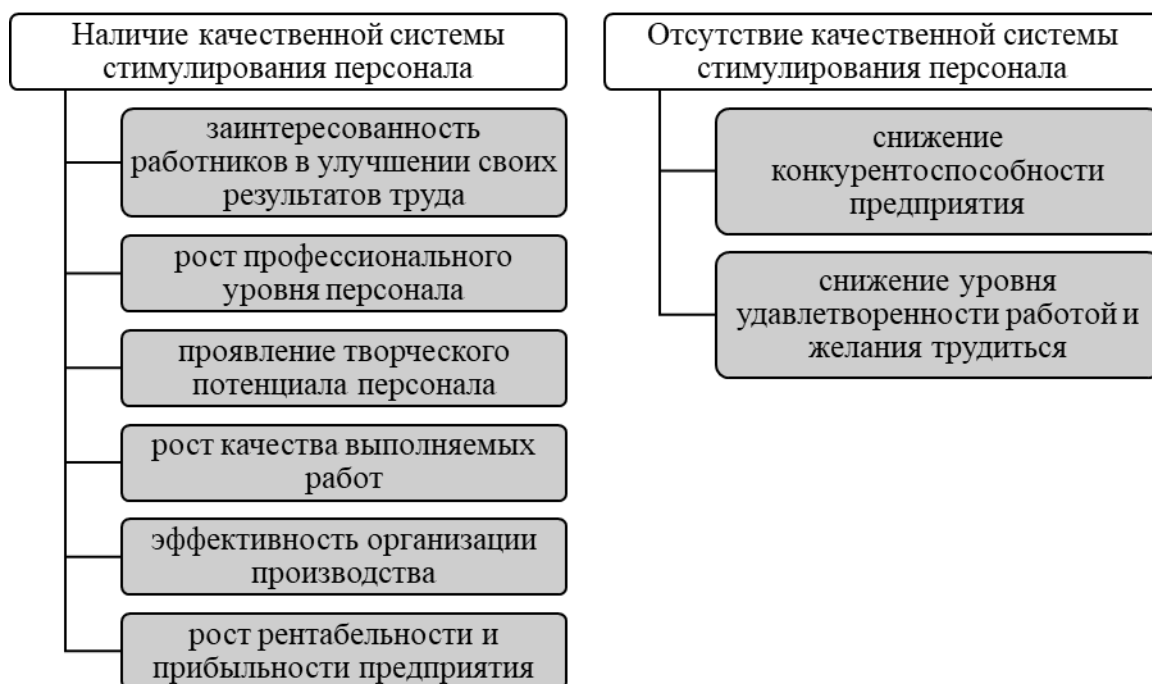 Наличие качественной системы
стимулирования персонала
заинтересованность
работников в улучшении своих
результатов труда
рост профессионального
уровня персонала
проявление творческого
потенциала персонала
рост качества выполняемых
работ
эффективность организации
производства
рост рентабельности и
прибыльности предприятия
Отсутствие качественной системы
стимулирования персонала
снижение
конкурентоспособности
предприятия
снижение уровня
удавлетворенности работой и
желания трудиться